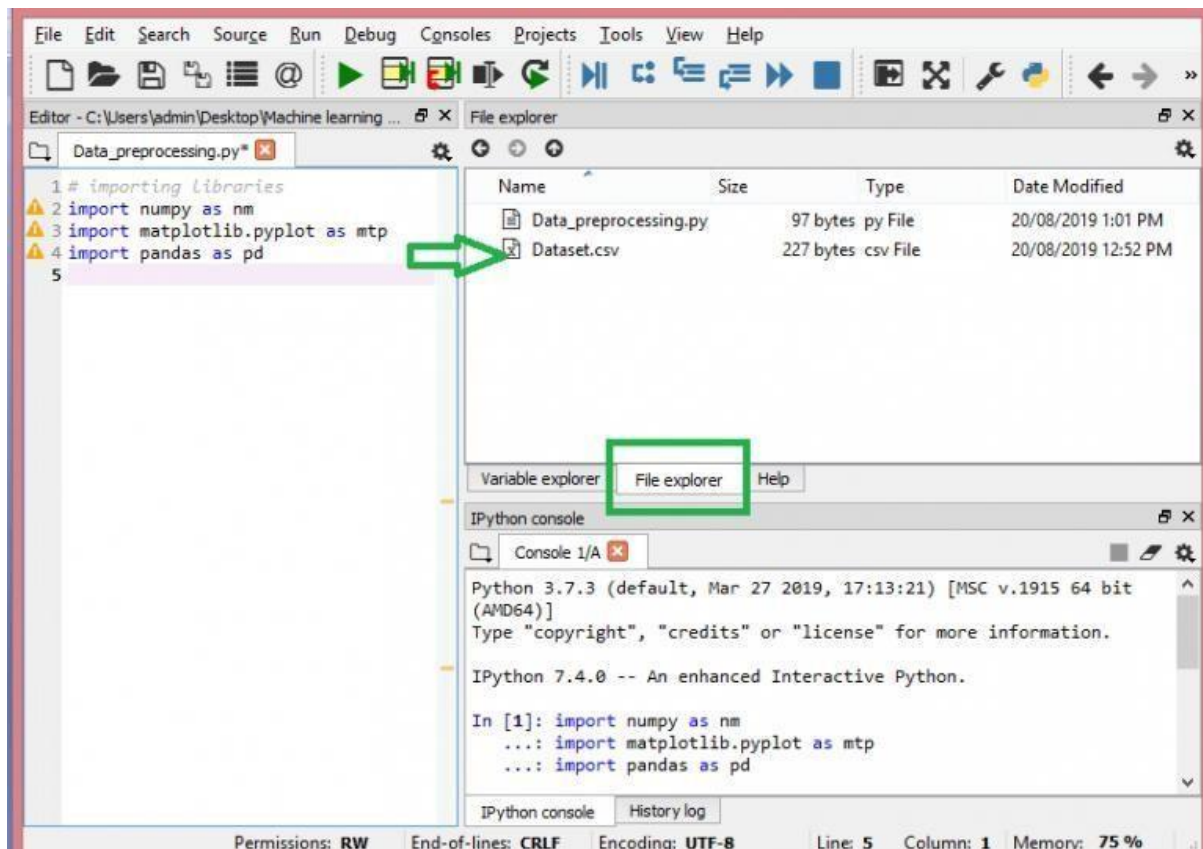 File Edit Search Source Run Debug Consoles Projects Tools View Help
Editor - C:\Users\admin\Desktop\Machine learning ...
Data_preprocessing.py*
1 # importing libraries
2 import numpy as nm
3 import matplotlib.pyplot as mtp
4 import pandas as pd
5
File explorer
Name Size Type Date Modified
Data_preprocessing.py 97 bytes py File 20/08/2019 1:01 PM
Dataset.csv 227 bytes csv File 20/08/2019 12:52 PM
Variable explorer File explorer Help
IPython console
Console 1/A
Python 3.7.3 (default, Mar 27 2019, 17:13:21) [MSC v.1915 64 bit
(AMD64)]
Type "copyright", "credits" or "license" for more information.
IPython 7.4.0 -- An enhanced Interactive Python.
In [1]: import numpy as nm
...: import matplotlib.pyplot as mtp
...: import pandas as pd
IPython console History log
Permissions: RW End-of-lines: CRLF Encoding: UTF-8 Line: 5 Column: 1 Memory: 75 %